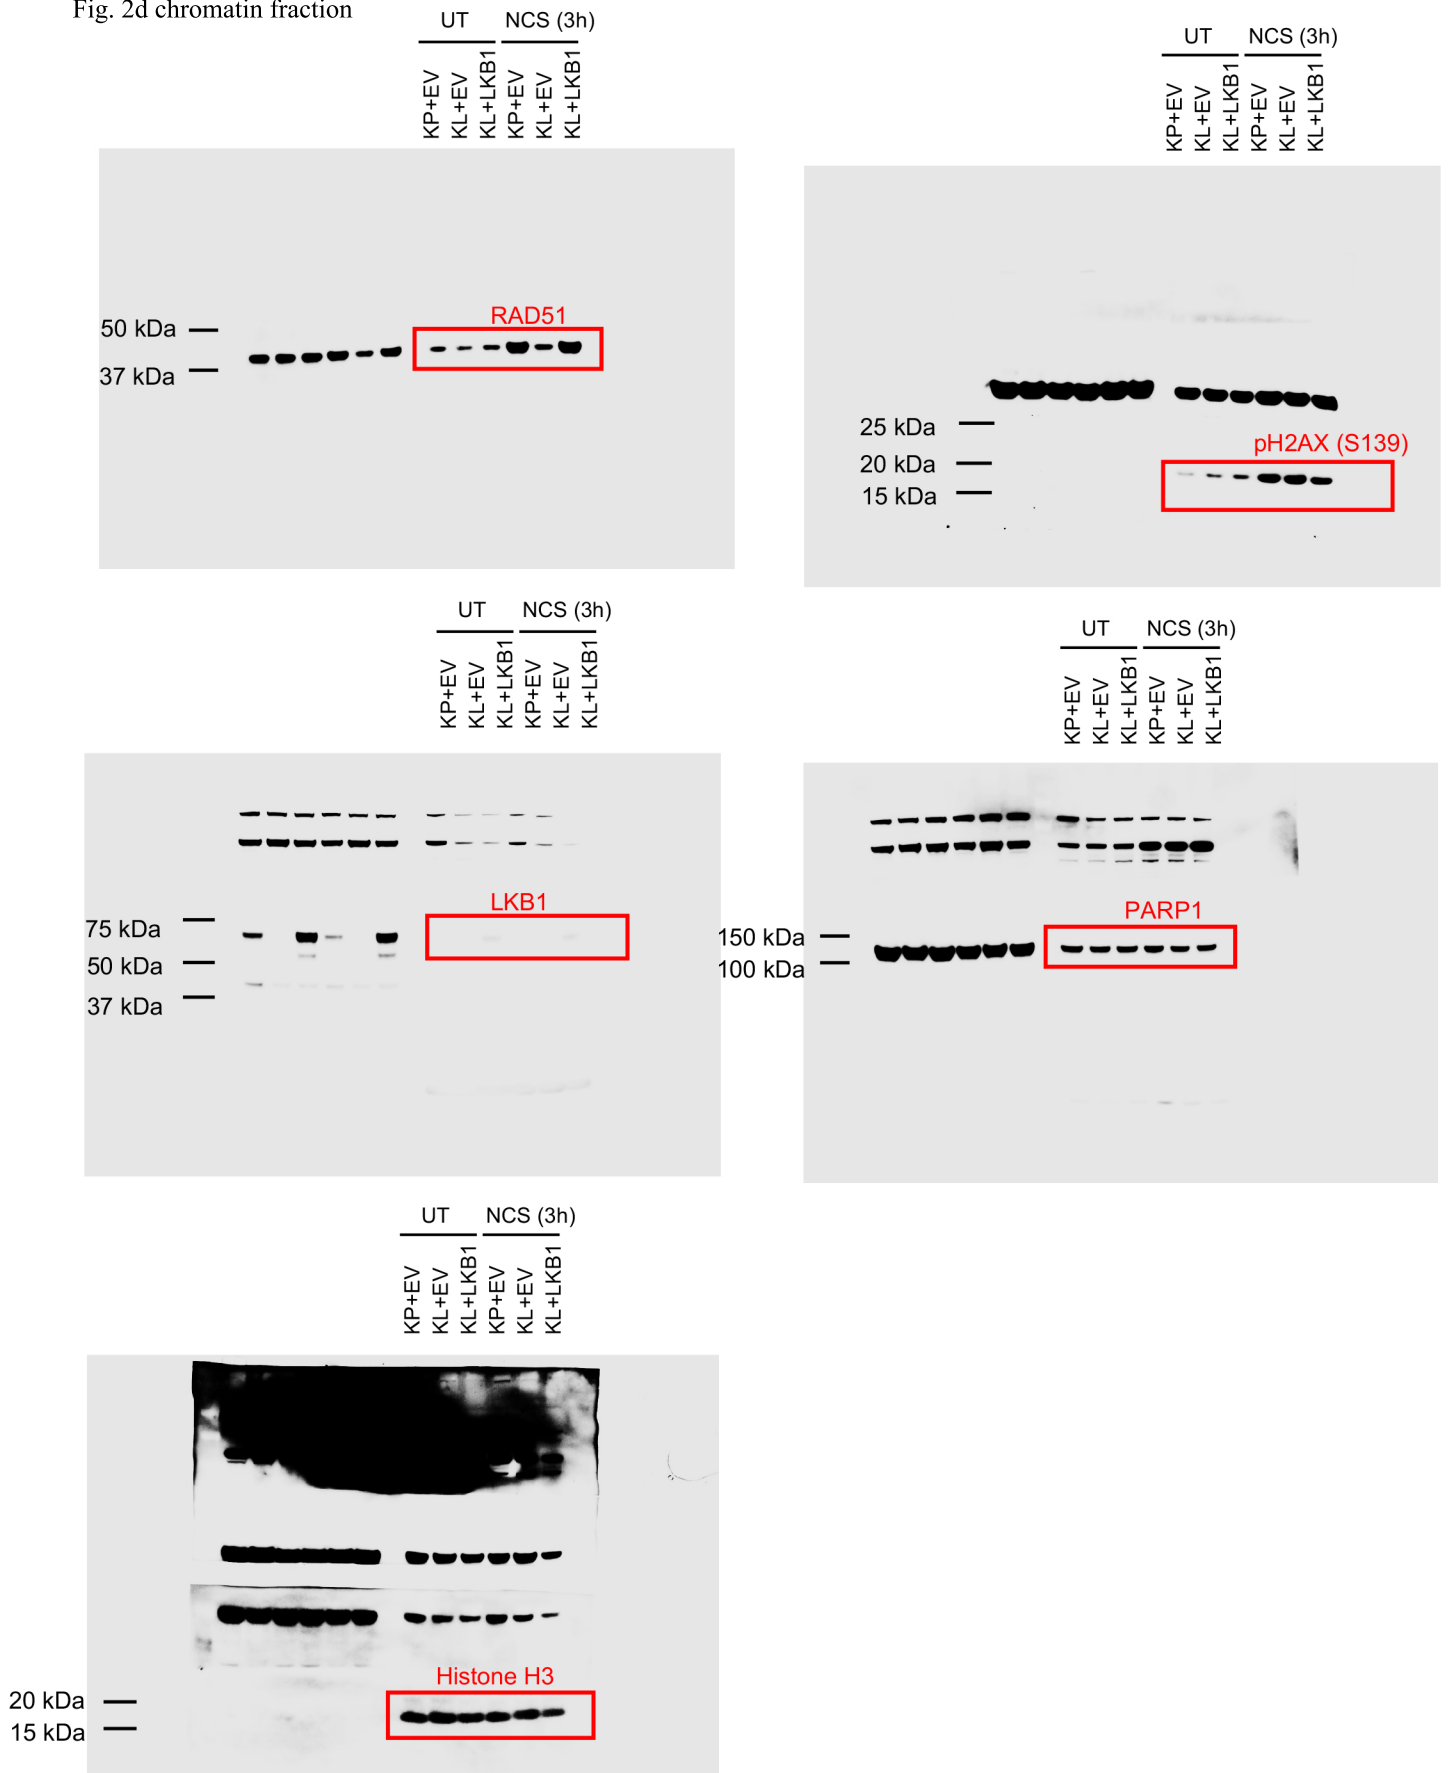 Fig. 2d chromatin fraction
UT NCS (3h)
KP+EV KL+EV KL+LKB1 KP+EV KL+EV KL+LKB1
RAD51
50 kDa
37 kDa
UT NCS (3h)
KP+EV KL+EV KL+LKB1 KP+EV KL+EV KL+LKB1
25 kDa
pH2AX (S139)
20 kDa
15 kDa
UT NCS (3h)
KP+EV KL+EV KL+LKB1 KP+EV KL+EV KL+LKB1
LKB1
75 kDa
50 kDa
37 kDa
UT NCS (3h)
KP+EV KL+EV KL+LKB1 KP+EV KL+EV KL+LKB1
PARP1
150 kDa
100 kDa
UT NCS (3h)
KP+EV KL+EV KL+LKB1 KP+EV KL+EV KL+LKB1
Histone H3
20 kDa
15 kDa